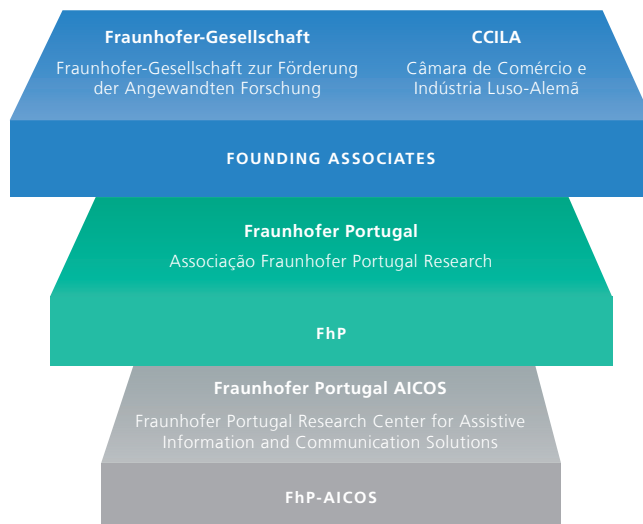 Fraunhofer-Gesellschaft
Fraunhofer-Gesellschaft zur Förderung
der Angewandten Forschung
CCILA
Câmara de Comércio e
Indústria Luso-Alemã
FOUNDING ASSOCIATES
Fraunhofer Portugal
Associação Fraunhofer Portugal Research
FhP
Fraunhofer Portugal AICOS
Fraunhofer Portugal Research Center for Assistive
Information and Communication Solutions
FhP-AICOS